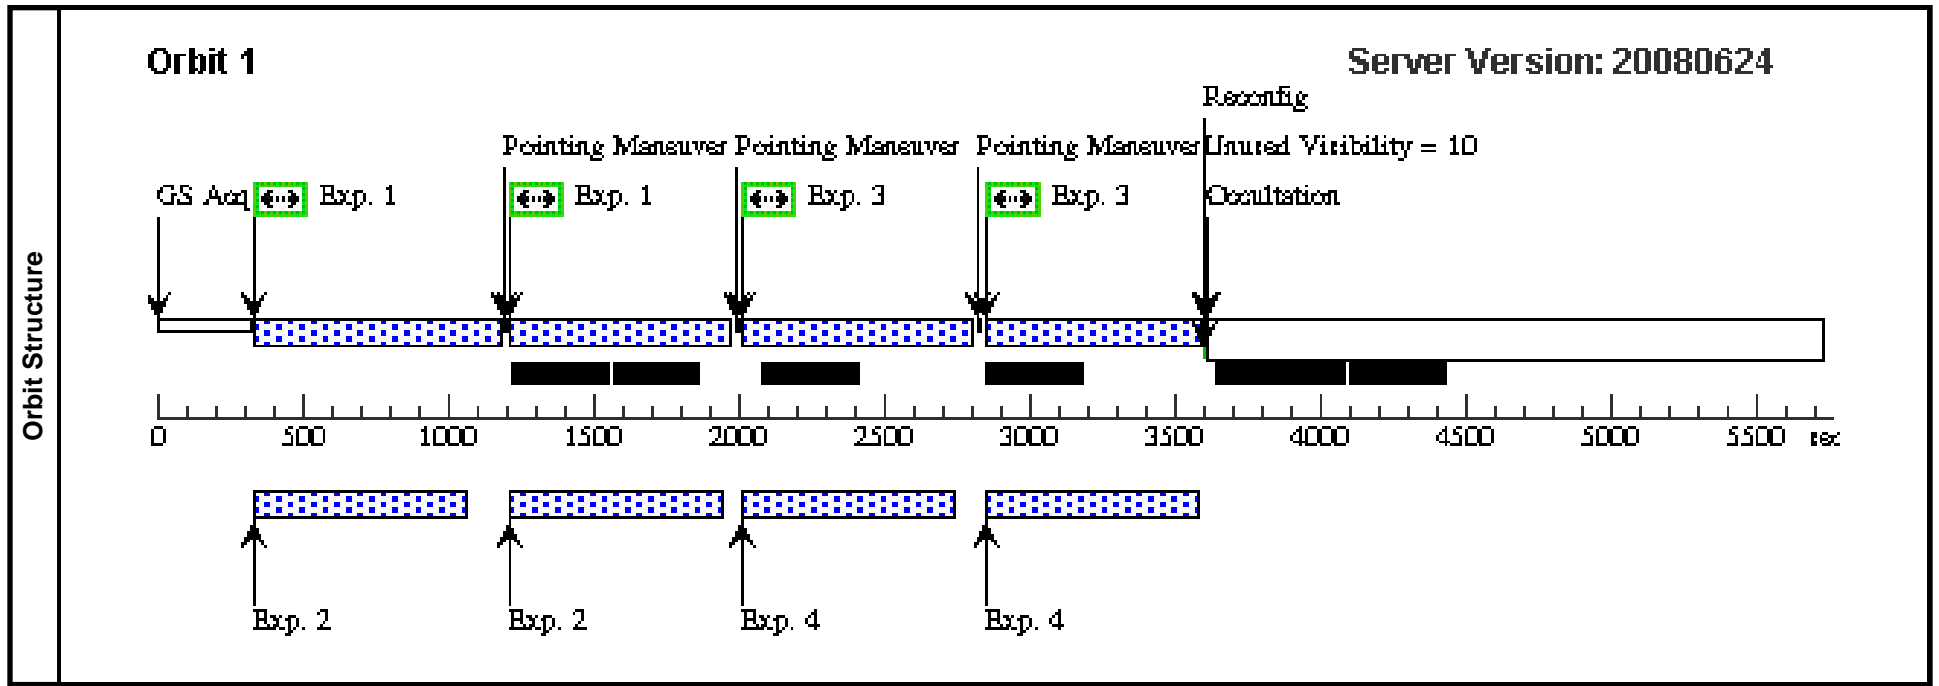 Orbit 1 Server Version: 20080624
Reconfig
Pointing Maneuver Pointing Maneuver Pointing Maneuver Unused Visibility = 10
GS Acq Exp. 1 Exp. 1 Exp. 3 Exp. 3 Occultation
Orbit Structure
0 500 1000 1500 2000 2500 3000 3500 4000 4500 5000 5500 sec
Exp. 2 Exp. 2 Exp. 4 Exp. 4